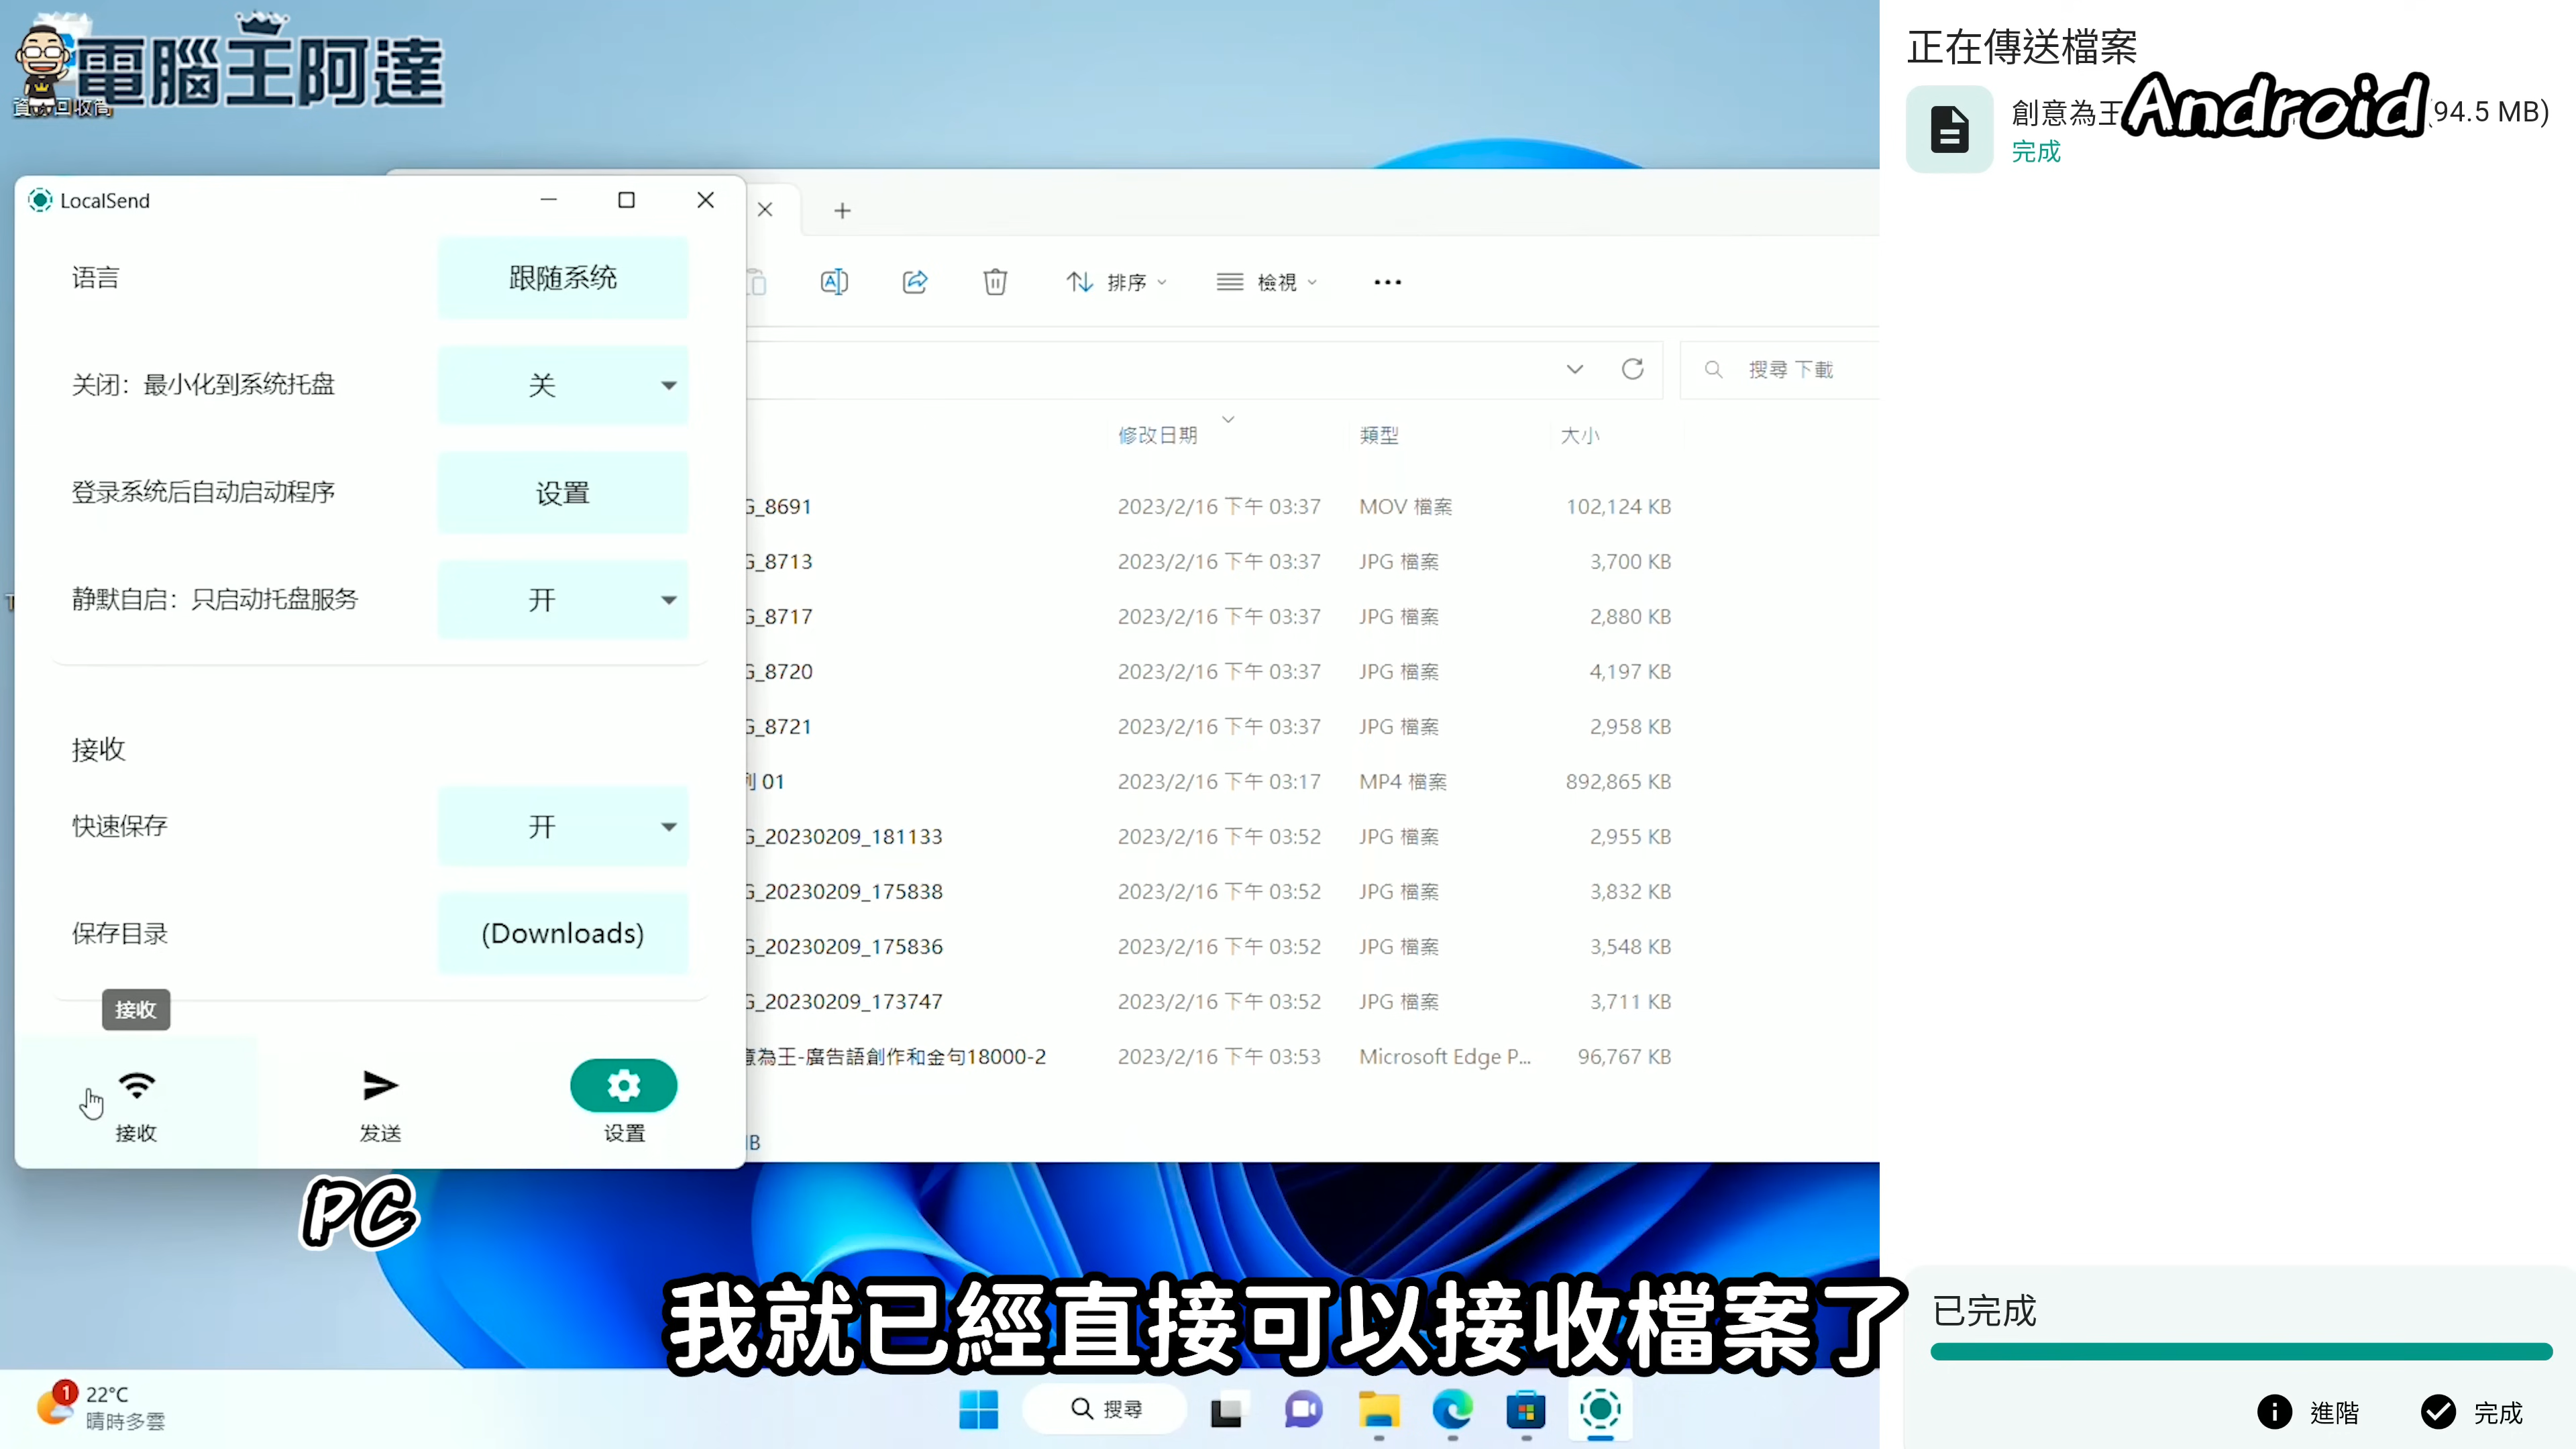 電腦王阿達
LocalSend
语言
跟随系统
关闭：最小化到系统托盘
关
登录系统后自动启动程序
设置
静默自启：只启动托盘服务
开
接收
快速保存
开
保存目录
(Downloads)
接收
接收
发送
设置
PC
排序
檢視
搜尋 下載
修改日期
類型
大小
G_8691 2023/2/16 下午 03:37 MOV 檔案 102,124 KB
G_8713 2023/2/16 下午 03:37 JPG 檔案 3,700 KB
G_8717 2023/2/16 下午 03:37 JPG 檔案 2,880 KB
G_8720 2023/2/16 下午 03:37 JPG 檔案 4,197 KB
G_8721 2023/2/16 下午 03:37 JPG 檔案 2,958 KB
列 01 2023/2/16 下午 03:17 MP4 檔案 892,865 KB
G_20230209_181133 2023/2/16 下午 03:52 JPG 檔案 2,955 KB
G_20230209_175838 2023/2/16 下午 03:52 JPG 檔案 3,832 KB
G_20230209_175836 2023/2/16 下午 03:52 JPG 檔案 3,548 KB
G_20230209_173747 2023/2/16 下午 03:52 JPG 檔案 3,711 KB
意為王-廣告語創作和金句18000-2 2023/2/16 下午 03:53 Microsoft Edge P... 96,767 KB
正在傳送檔案
創意為王
Android
(94.5 MB)
完成
我就已經直接可以接收檔案了
已完成
進階
完成
1
22°C
晴時多雲
搜尋